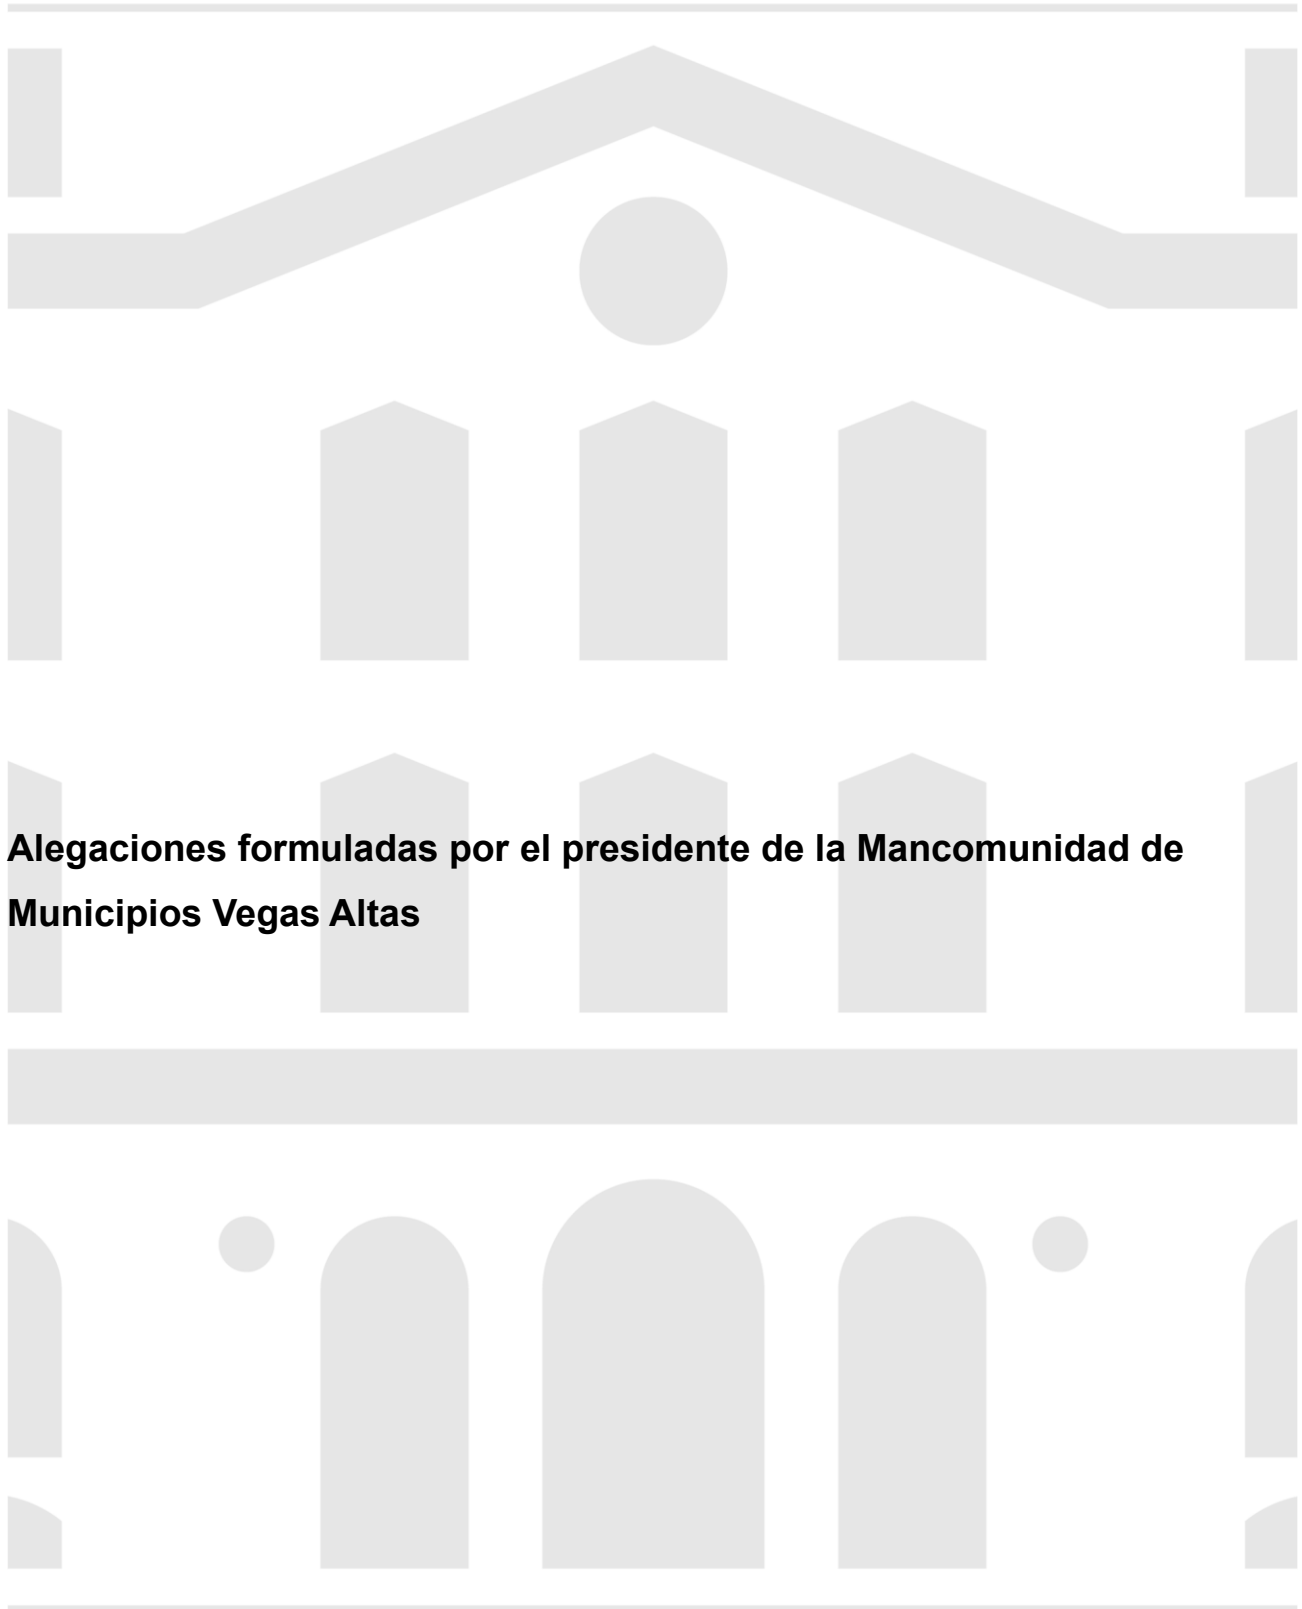 Alegaciones formuladas por el presidente de la Mancomunidad de
Municipios Vegas Altas